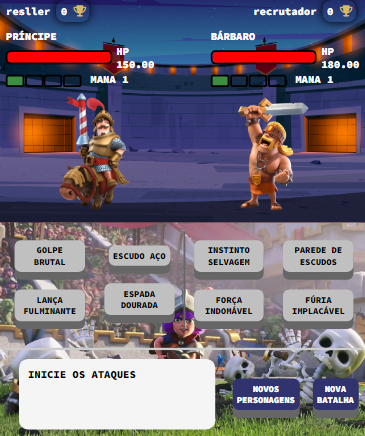 resller 0 recrutador 0
PRÍNCIPE BÁRBARO
HP HP
150.00 180.00
MANA 1 MANA 1
GOLPE BRUTAL
ESCUDO AÇO
INSTINTO SELVAGEM
PAREDE DE ESCUDOS
LANÇA FULMINANTE
ESPADA DOURADA
FORÇA INDOMÁVEL
FÚRIA IMPLACÁVEL
INICIE OS ATAQUES
NOVOS PERSONAGENS
NOVA BATALHA